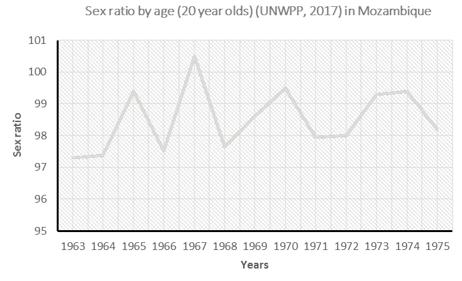 Sex ratio by age (20 year olds) (UNWPP, 2017) in Mozambique
101
100
99
98
97
96
95
Sex ratio
1963 1964 1965 1966 1967 1968 1969 1970 1971 1972 1973 1974 1975
Years